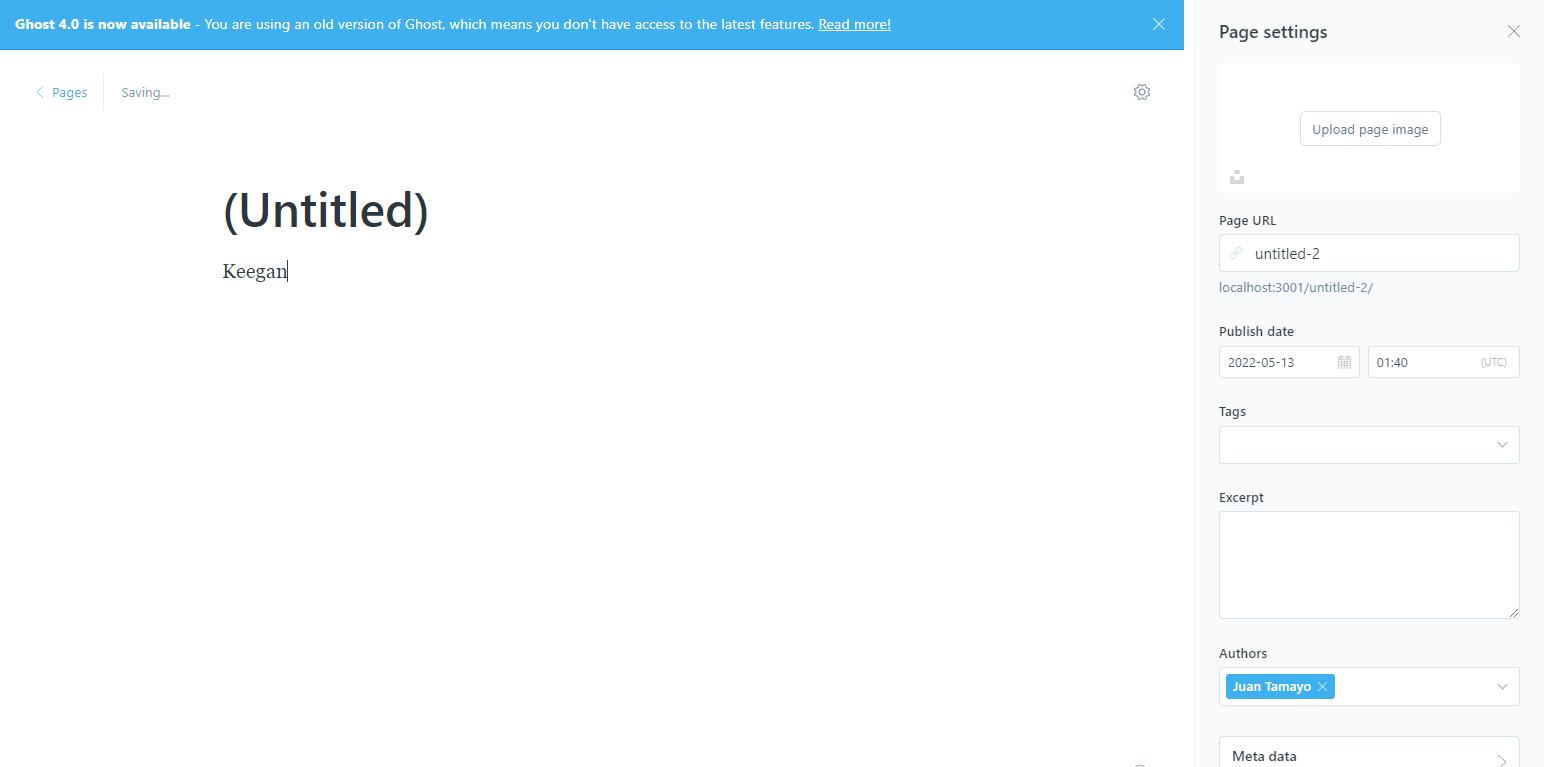 Ghost 4.0 is now available - You are using an old version of Ghost, which means you don't have access to the latest features. Read more!
Pages
Saving...
(Untitled)
Keegan
Page settings
Upload page image
Page URL
untitled-2
localhost:3001/untitled-2/
Publish date
2022-05-13
01:40 (UTC)
Tags
Excerpt
Authors
Juan Tamayo
Meta data